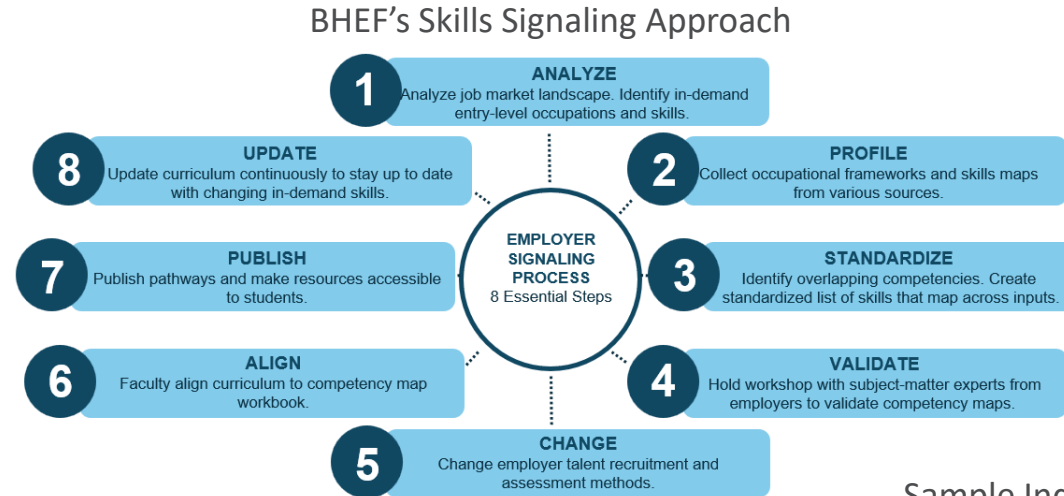 BHEF's Skills Signaling Approach
1
ANALYZE
Analyze job market landscape. Identify in-demand
entry-level occupations and skills.
2
PROFILE
Collect occupational frameworks and skills maps
from various sources.
3
STANDARDIZE
Identify overlapping competencies. Create
standardized list of skills that map across inputs.
4
VALIDATE
Hold workshop with subject-matter experts from
employers to validate competency maps.
5
CHANGE
Change employer talent recruitment and
assessment methods.
6
ALIGN
Faculty align curriculum to competency map
workbook.
7
PUBLISH
Publish pathways and make resources accessible
to students.
8
UPDATE
Update curriculum continuously to stay up to date
with changing in-demand skills.
EMPLOYER
SIGNALING
PROCESS
8 Essential Steps
Sample